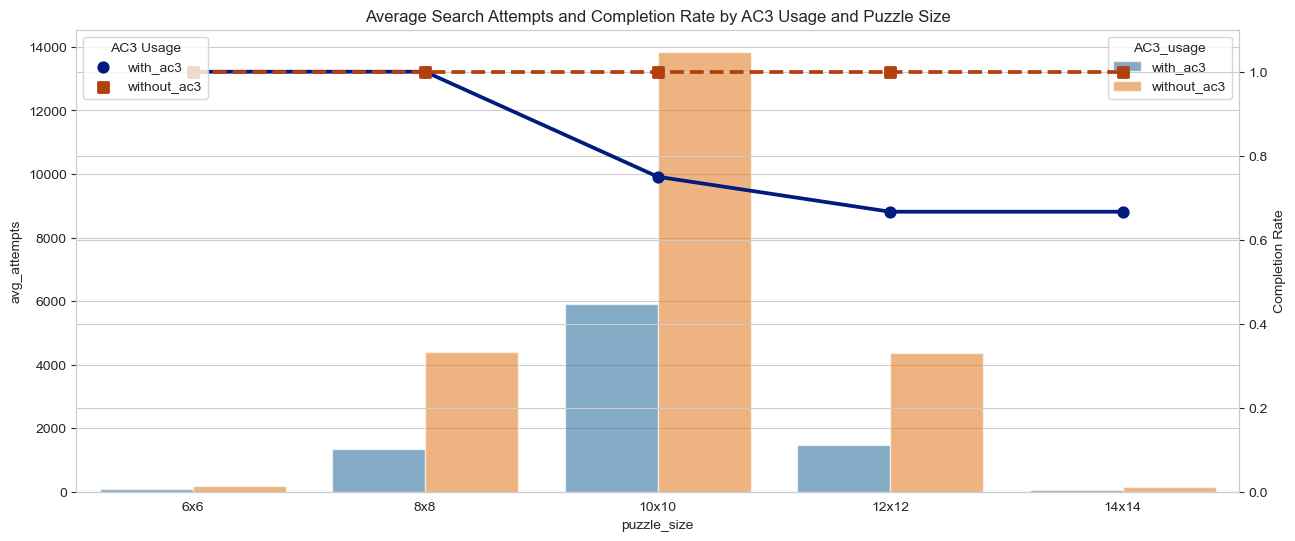 Average Search Attempts and Completion Rate by AC3 Usage and Puzzle Size
avg_attempts
14000
12000
10000
8000
6000
4000
2000
0
AC3 Usage
with_ac3
without_ac3
AC3_usage
with_ac3
without_ac3
1.0
0.8
0.6
0.4
0.2
0.0
Completion Rate
6x6 8x8 10x10 12x12 14x14
puzzle_size